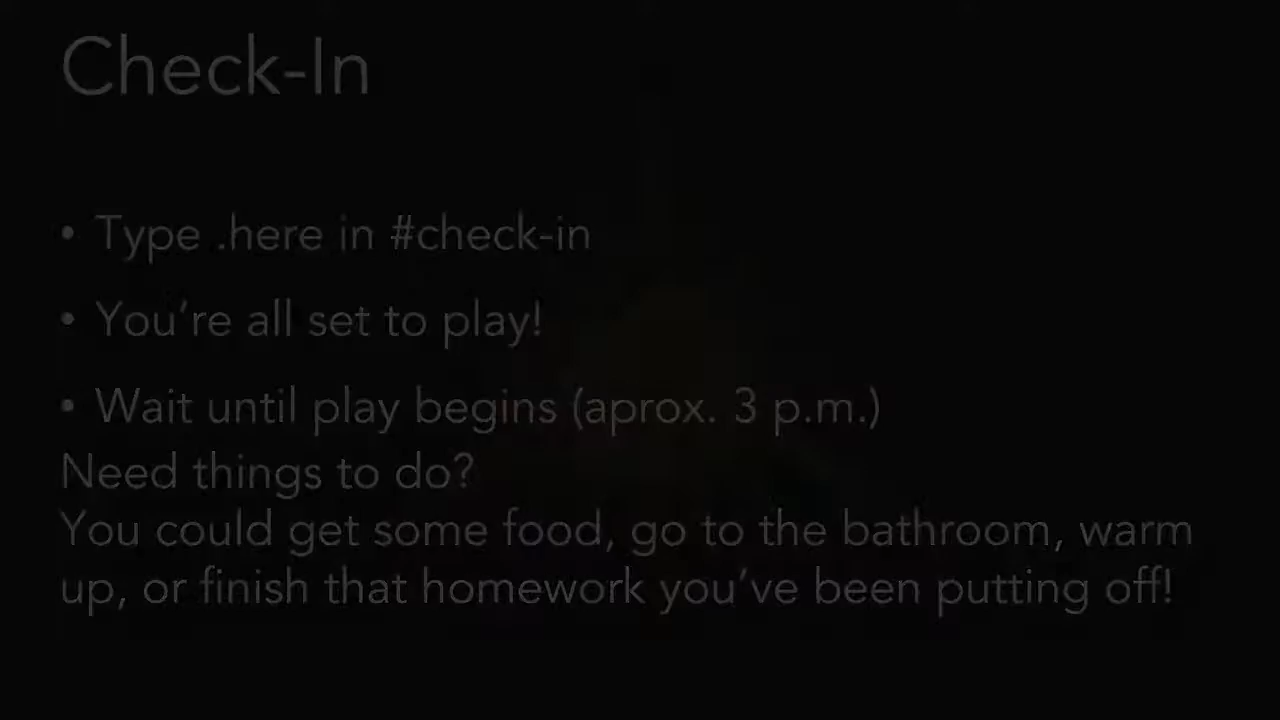 Check-In
• Type .here in #check-in
• You’re all set to play!
• Wait until play begins (aprox. 3 p.m.)
Need things to do?
You could get some food, go to the bathroom, warm
up, or finish that homework you’ve been putting off!